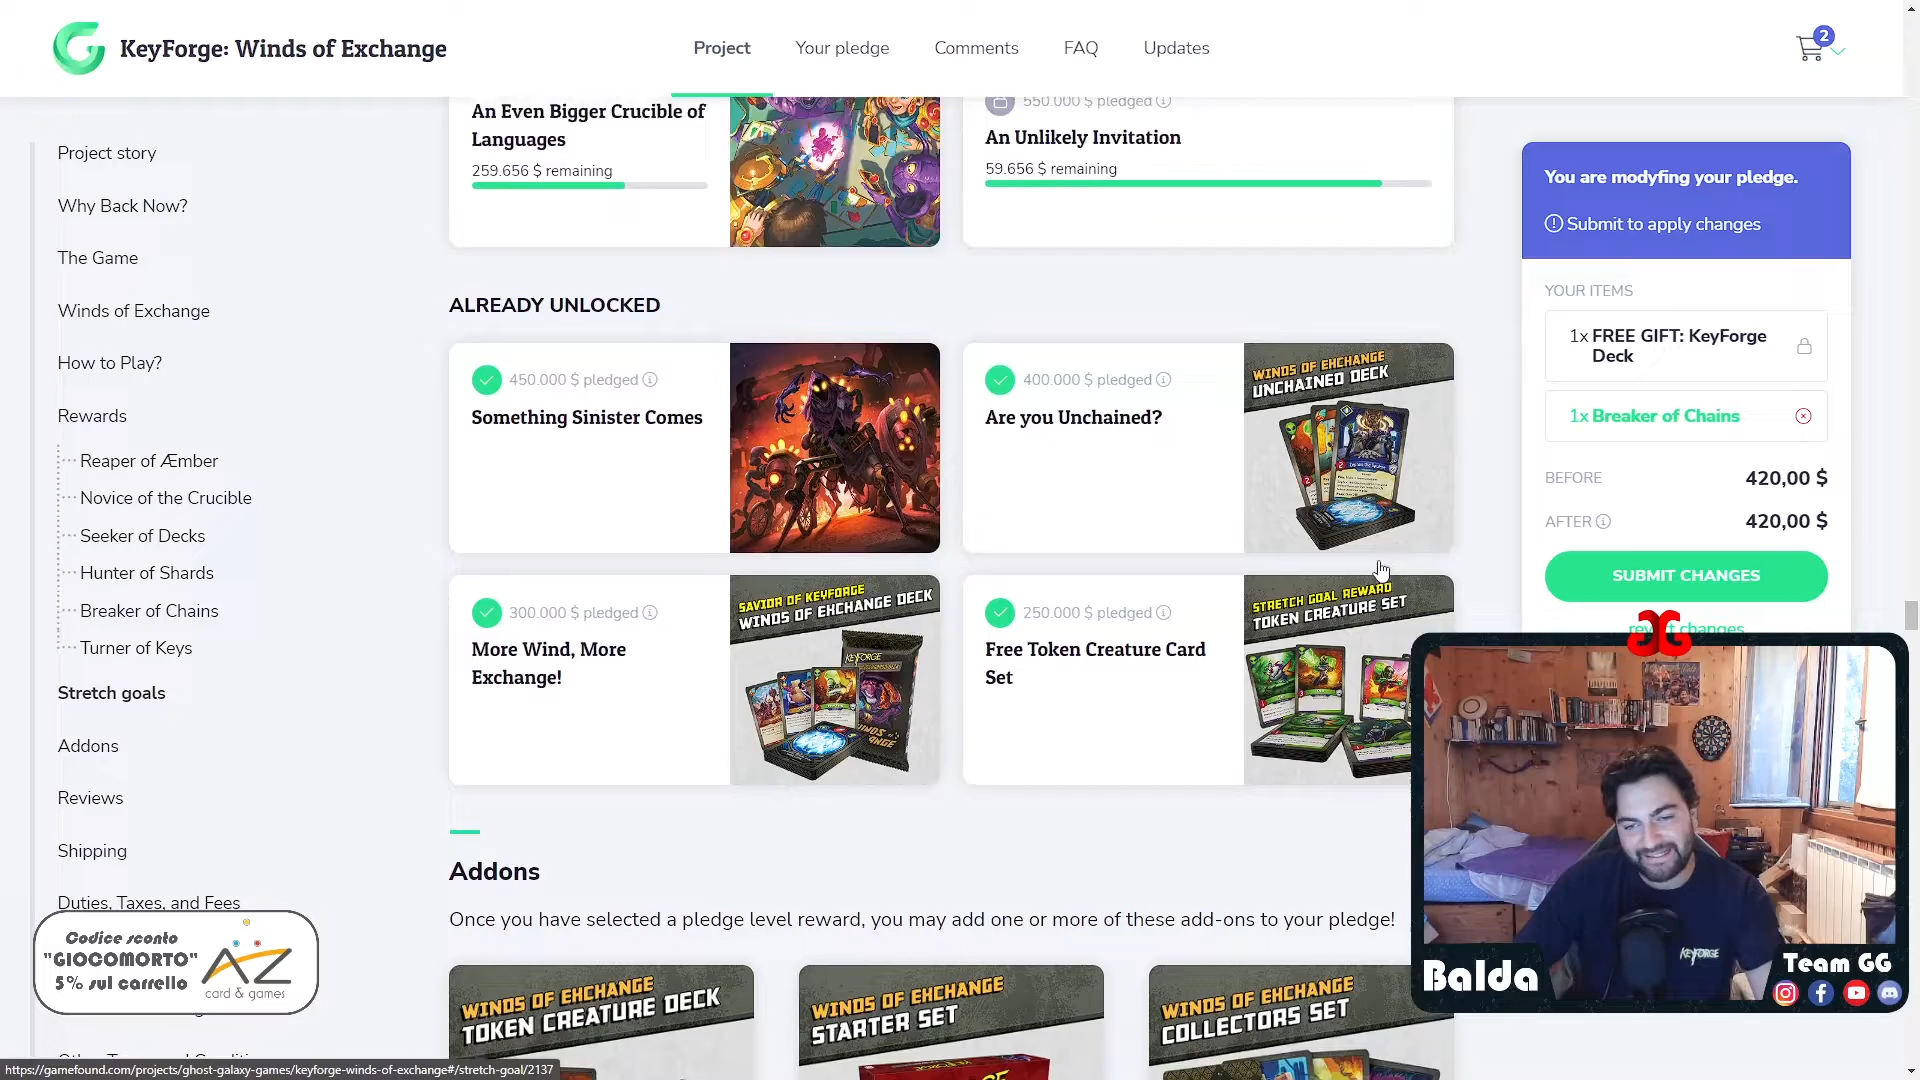 KeyForge: Winds of Exchange
Project
Your pledge
Comments
FAQ
Updates
2
Project story
Why Back Now?
The Game
Winds of Exchange
How to Play?
Rewards
Reaper of Æmber
Novice of the Crucible
Seeker of Decks
Hunter of Shards
Breaker of Chains
Turner of Keys
Stretch goals
Addons
Reviews
Shipping
Duties, Taxes, and Fees
An Even Bigger Crucible of
Languages
259.656 $ remaining
550.000 $ pledged
An Unlikely Invitation
59.656 $ remaining
ALREADY UNLOCKED
450.000 $ pledged
Something Sinister Comes
400.000 $ pledged
Are you Unchained?
WINDS OF EXCHANGE
UNCHAINED DECK
300.000 $ pledged
More Wind, More
Exchange!
SAVIOR OF KEYFORGE
WINDS OF EXCHANGE DECK
KEYFORGE
250.000 $ pledged
Free Token Creature Card
Set
STRETCH GOAL REWARD
TOKEN CREATURE SET
Addons
Once you have selected a pledge level reward, you may add one or more of these add-ons to your pledge!
WINDS OF EXCHANGE
TOKEN CREATURE DECK
WINDS OF EXCHANGE
STARTER SET
WINDS OF EXCHANGE
COLLECTORS SET
You are modyfing your pledge.
Submit to apply changes
YOUR ITEMS
1x FREE GIFT: KeyForge
Deck
1x Breaker of Chains
BEFORE
420,00 $
AFTER
420,00 $
SUBMIT CHANGES
changes
KEYFORGE
Balda
Team GG
Codice sconto
"GIOCOMORTO"
5% sul carrello
AZ
card & games
https://gamefound.com/projects/ghost-galaxy-games/keyforge-winds-of-exchange#/stretch-goal/2137